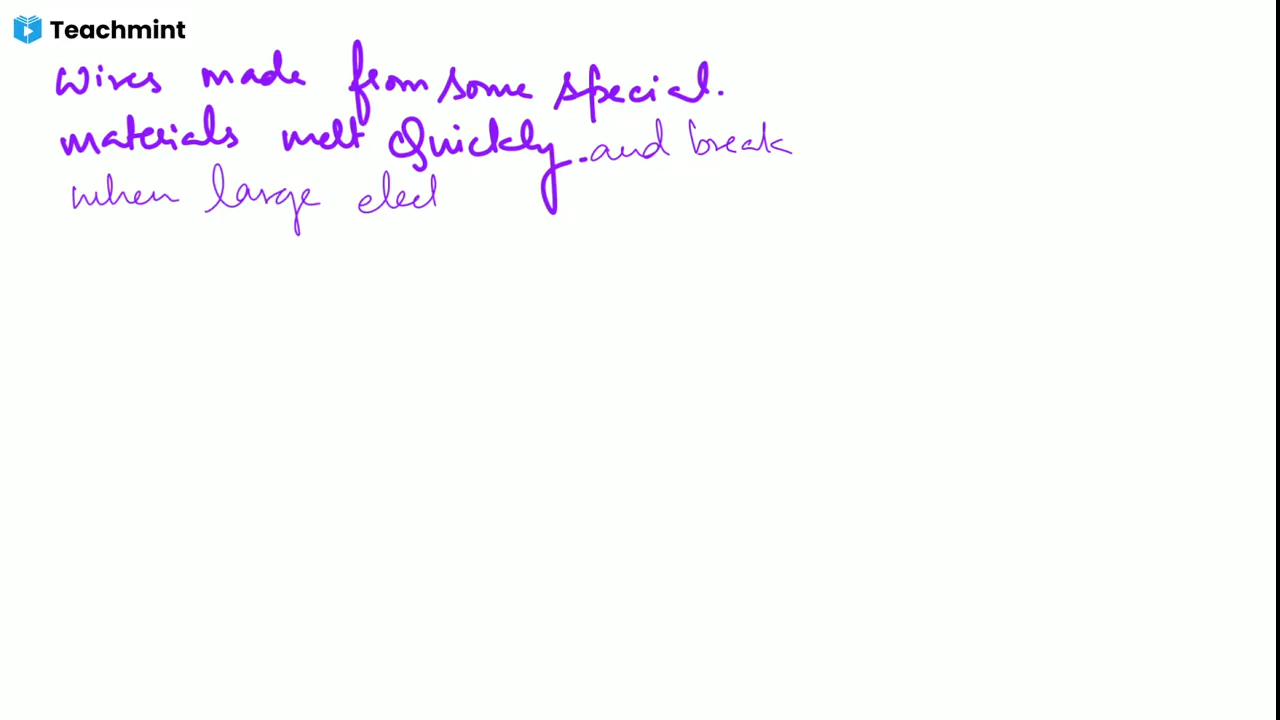 Teachmint
wires made from some special.
materials melt Quickly. and break
when large elect